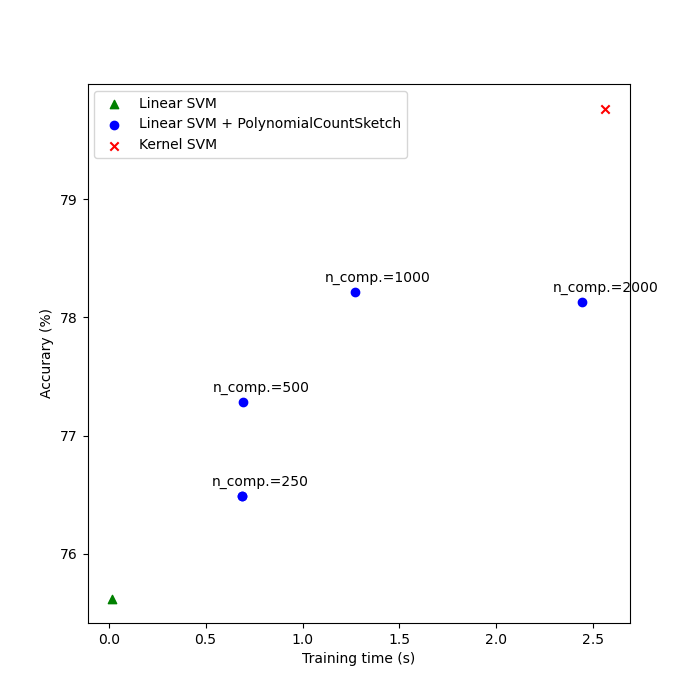 Linear SVM
Linear SVM + PolynomialCountSketch
Kernel SVM
79
n_comp.=1000
n_comp.=2000
78
n_comp.=500
77
n_comp.=250
76
Accurary (%)
0.0 0.5 1.0 1.5 2.0 2.5
Training time (s)